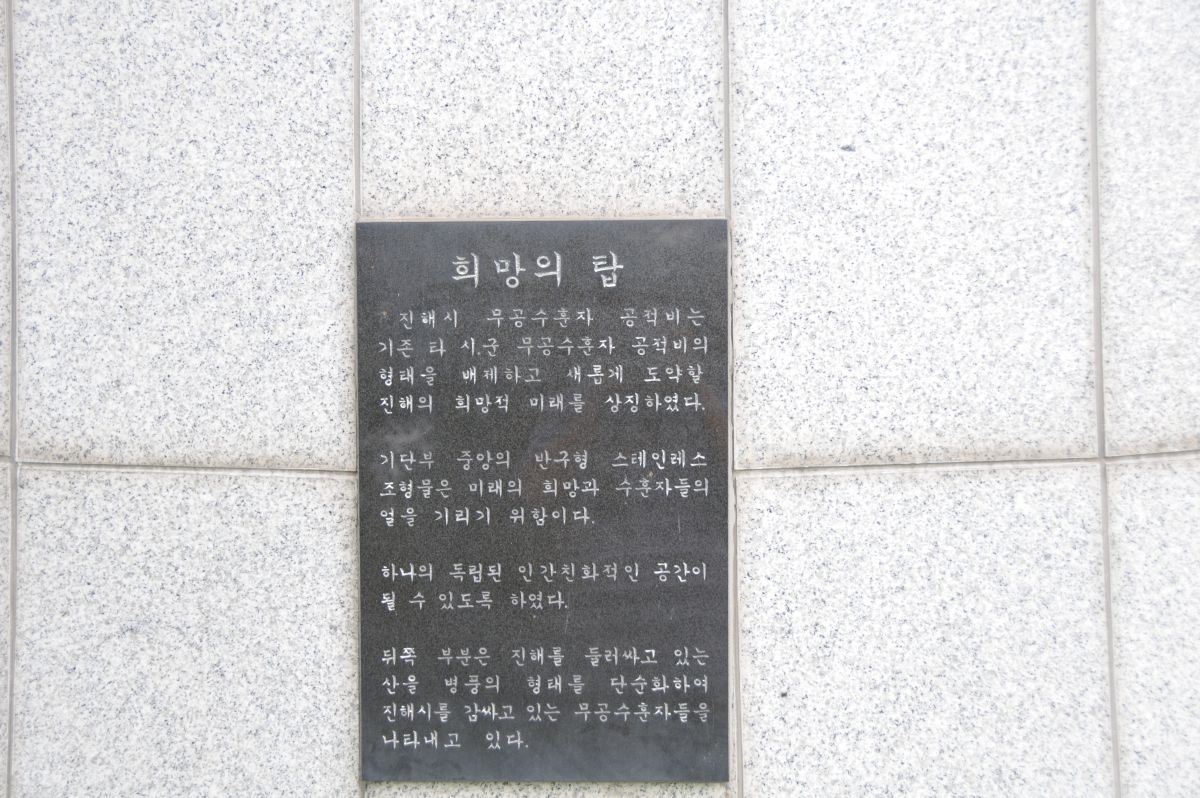 희망의 탑
진해시 무공수훈자 공적비는
기존 타 시.군 무공수훈자 공적비의
형태을 배제하고 새롭게 도약할
진해의 희망적 미래를 상징하였다.
기단부 중앙의 반구형 스테인레스
조형물은 미래의 희망과 수훈자들의
얼을 기리기 위함이다.
하나의 독립된 인간친화적인 공간이
될 수 있도록 하였다.
뒤쪽 부분은 진해를 둘러싸고 있는
산을 병풍의 형태를 단순화하여
진해시를 감싸고 있는 무공수훈자들을
나타내고 있다.